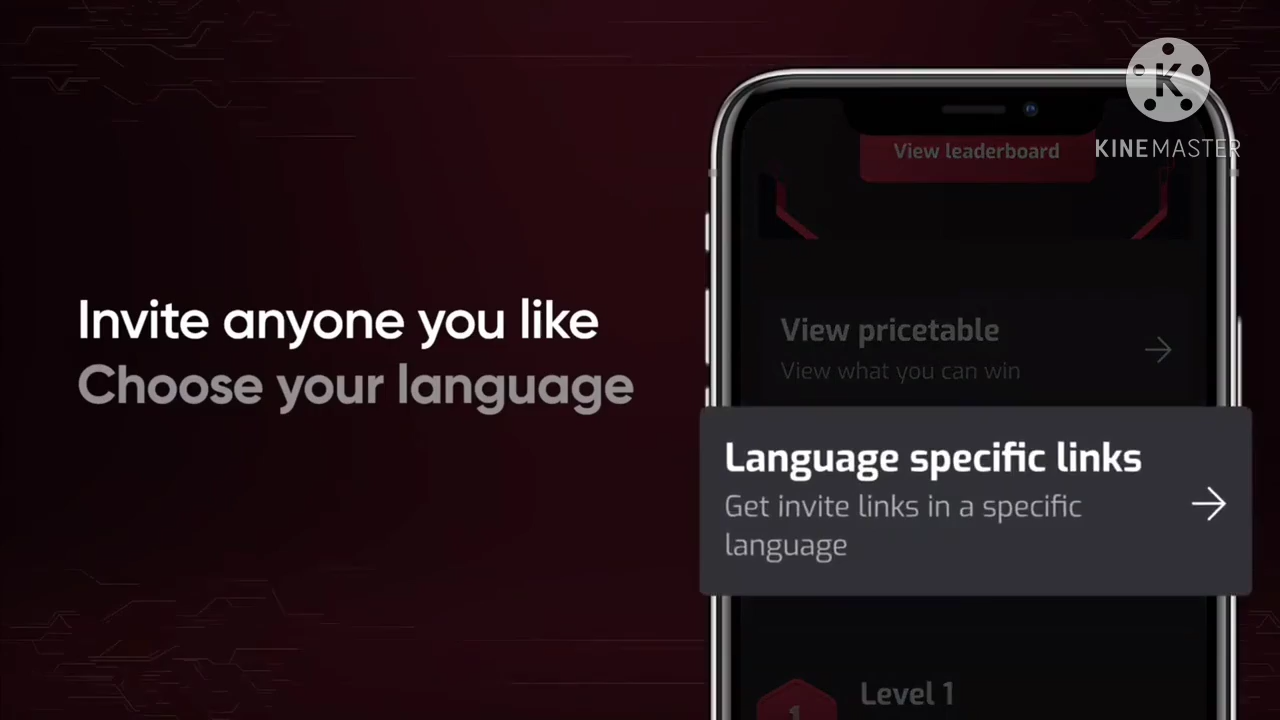 KINEMASTER
View leaderboard
Invite anyone you like
Choose your language
View pricetable
View what you can win
Language specific links
Get invite links in a specific
language
Level 1
1